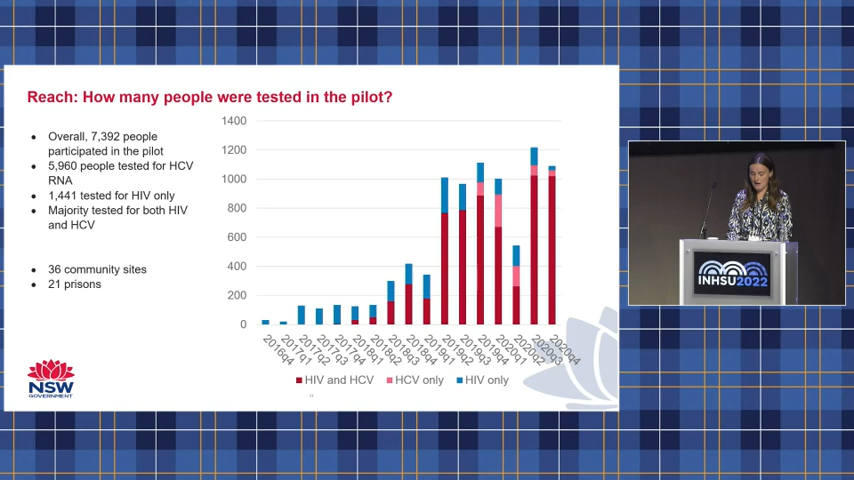 Reach: How many people were tested in the pilot?
Overall, 7,392 people
participated in the pilot
5,960 people tested for HCV
RNA
1,441 tested for HIV only
Majority tested for both HIV
and HCV
36 community sites
21 prisons
1400
1200
1000
800
600
400
200
0
2016q4
2017q1
2017q2
2017q3
2017q4
2018q1
2018q2
2018q3
2018q4
2019q1
2019q2
2019q3
2019q4
2020q1
2020q2
2020q3
2020q4
HIV and HCV
HCV only
HIV only
NSW
GOVERNMENT
INHSU2022